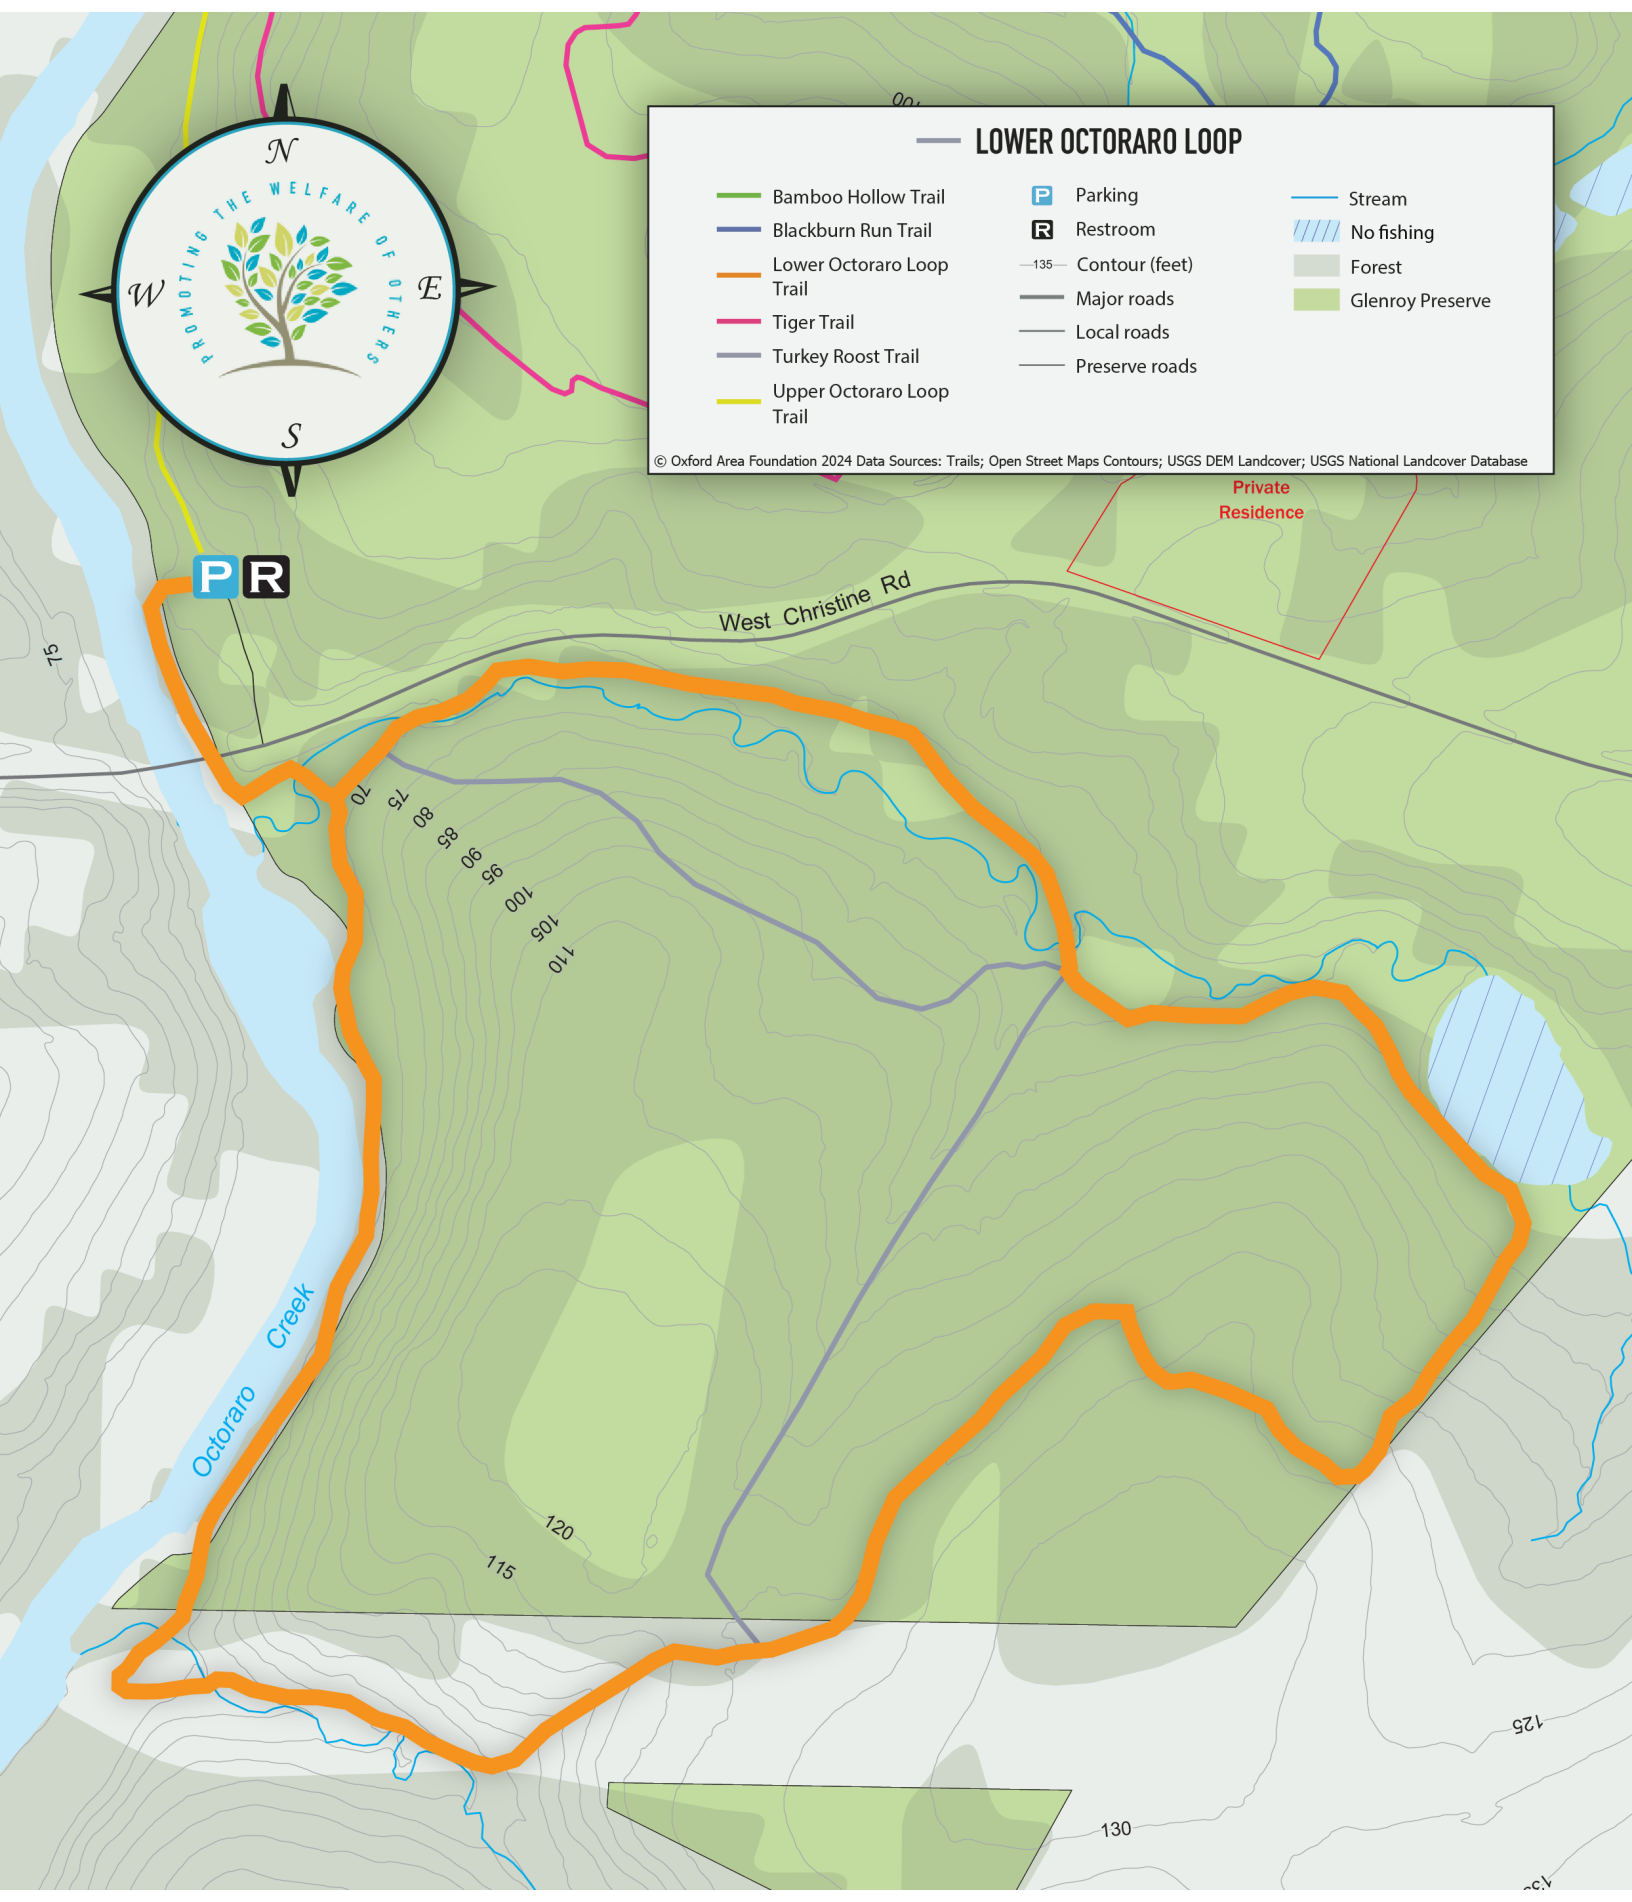 100
N
W
E
S
PROMOTING THE WELFARE OF OTHERS
LOWER OCTORARO LOOP
Bamboo Hollow Trail
Blackburn Run Trail
Lower Octoraro Loop
Trail
Tiger Trail
Turkey Roost Trail
Upper Octoraro Loop
Trail
P Parking
R Restroom
135 Contour (feet)
Major roads
Local roads
Preserve roads
Stream
No fishing
Forest
Glenroy Preserve
© Oxford Area Foundation 2024 Data Sources: Trails; Open Street Maps Contours; USGS DEM Landcover; USGS National Landcover Database
Private
Residence
P R
West Christine Rd
75
70
75
80
85
90
95
100
105
110
Octoraro Creek
120
115
125
130